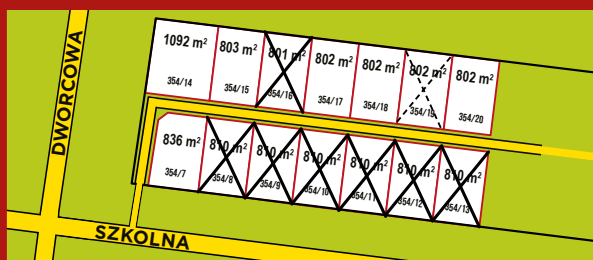 DWORCOWA
1092 m²
354/14
803 m²
354/15
801 m²
354/16
802 m²
354/17
802 m²
354/18
802 m²
354/19
802 m²
354/20
836 m²
354/7
810 m²
354/8
810 m²
354/9
810 m²
354/10
810 m²
354/11
810 m²
354/12
810 m²
354/13
SZKOLNA